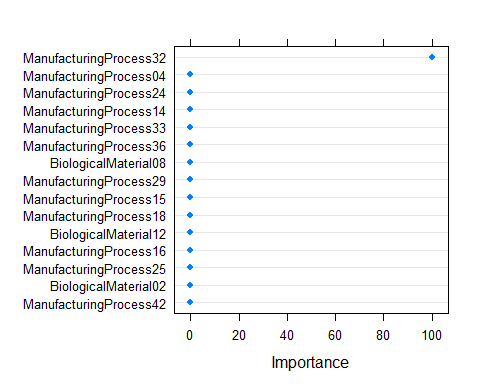 ManufacturingProcess32
ManufacturingProcess04
ManufacturingProcess24
ManufacturingProcess14
ManufacturingProcess33
ManufacturingProcess36
BiologicalMaterial08
ManufacturingProcess29
ManufacturingProcess15
ManufacturingProcess18
BiologicalMaterial12
ManufacturingProcess16
ManufacturingProcess25
BiologicalMaterial02
ManufacturingProcess42
0 20 40 60 80 100
Importance